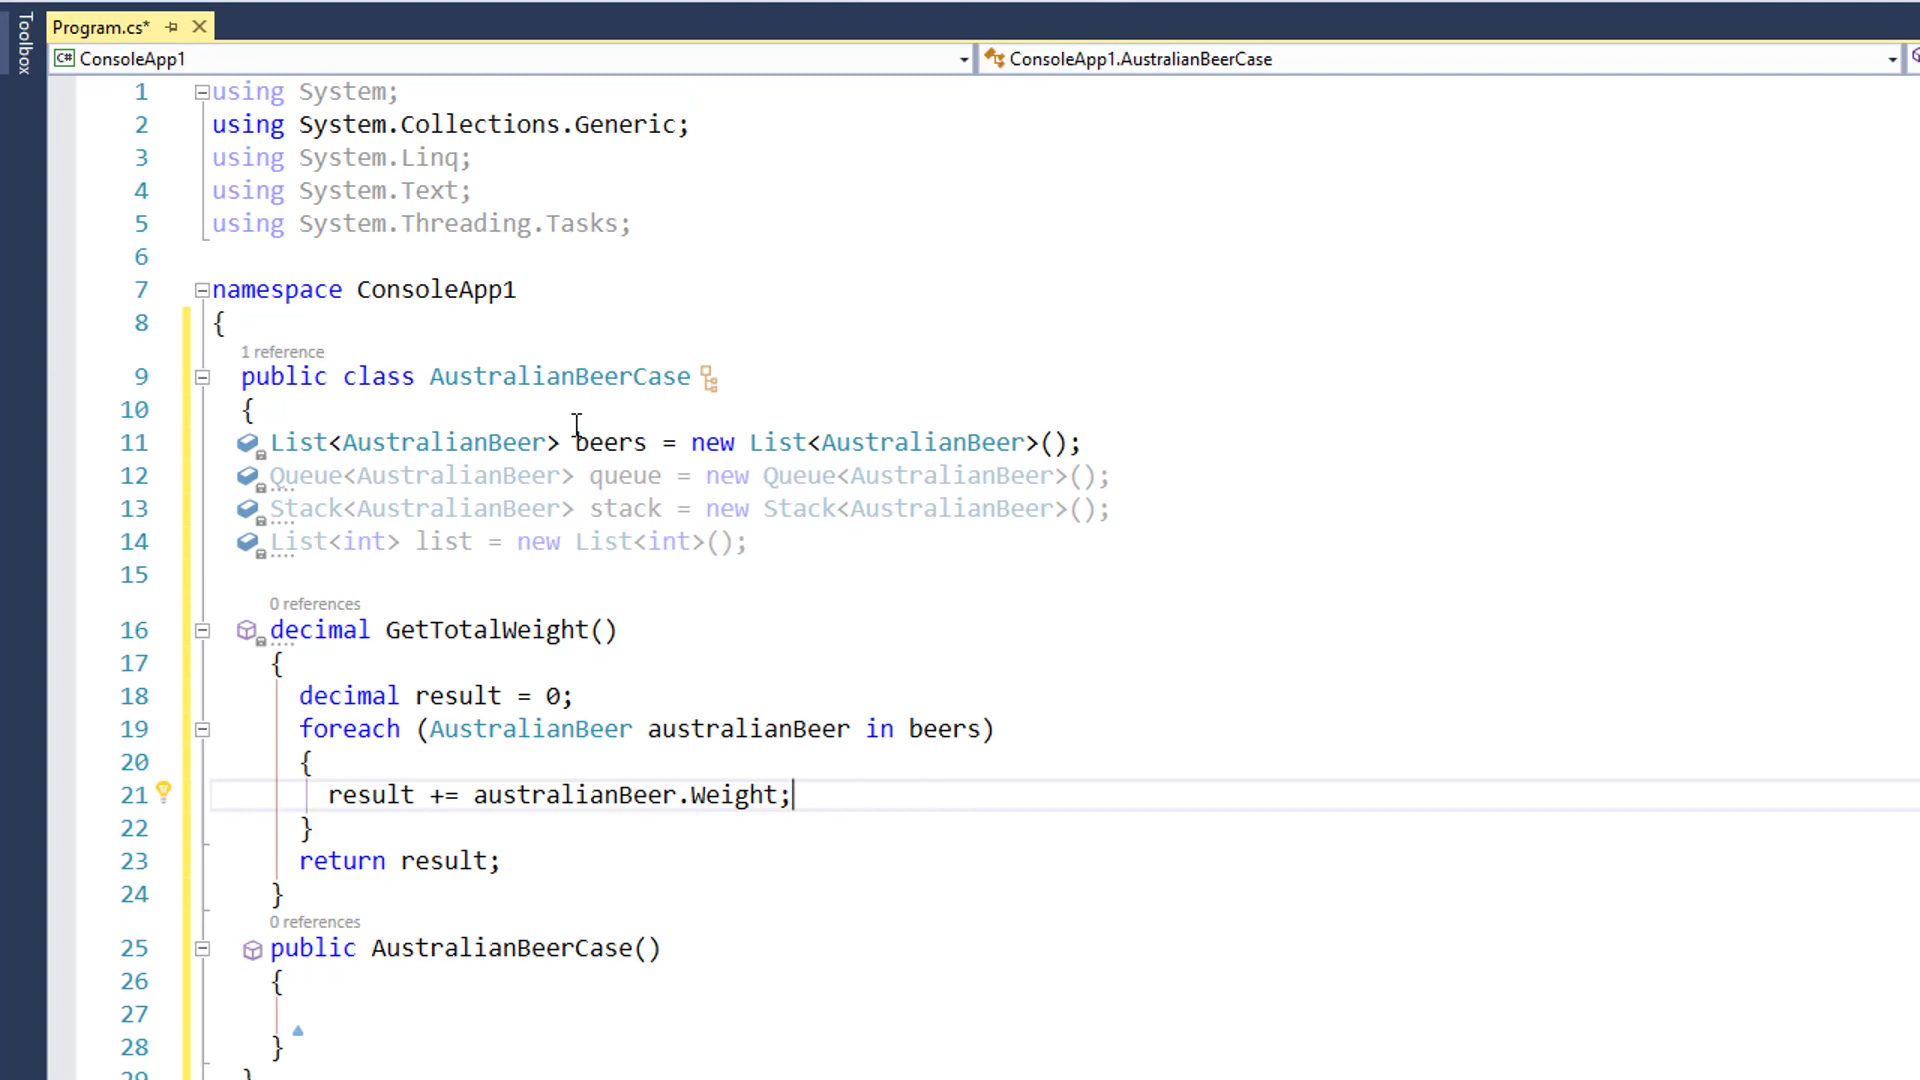 Toolbox
Program.cs*
C# ConsoleApp1
ConsoleApp1.AustralianBeerCase
1 using System;
2 using System.Collections.Generic;
3 using System.Linq;
4 using System.Text;
5 using System.Threading.Tasks;
6
7 namespace ConsoleApp1
8 {
1 reference
9 public class AustralianBeerCase
10 {
11 List<AustralianBeer> beers = new List<AustralianBeer>();
12 Queue<AustralianBeer> queue = new Queue<AustralianBeer>();
13 Stack<AustralianBeer> stack = new Stack<AustralianBeer>();
14 List<int> list = new List<int>();
15
0 references
16 decimal GetTotalWeight()
17 {
18 decimal result = 0;
19 foreach (AustralianBeer australianBeer in beers)
20 {
21 result += australianBeer.Weight;
22 }
23 return result;
24 }
0 references
25 public AustralianBeerCase()
26 {
27
28 }
29 }